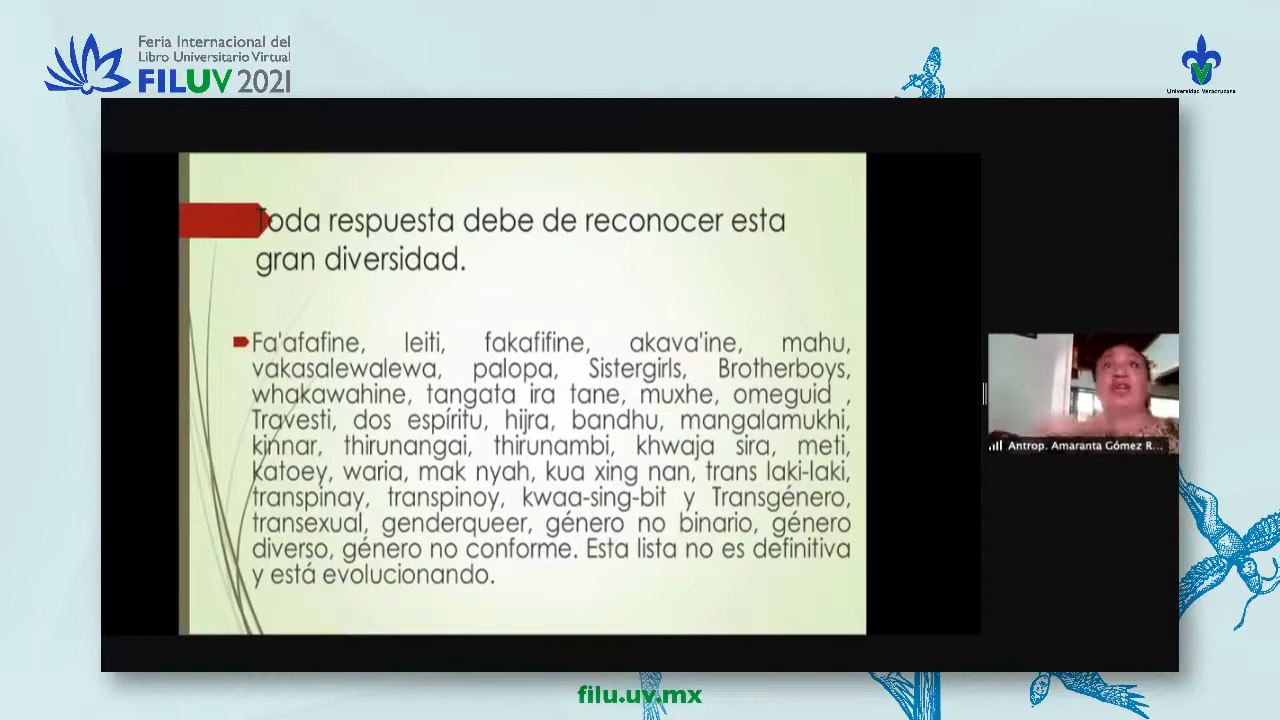 Feria Internacional del
Libro Universitario Virtual
FILUV 2021
Universidad Veracruzana
Toda respuesta debe de reconocer esta
gran diversidad.
Fa'afafine, leiti, fakafifine, akava'ine, mahu,
vakasalewalewa, palopa, Sistergirls, Brotherboys,
whakawahine, tangata ira tane, muxhe, omeguid ,
Travesti, dos espíritu, hijra, bandhu, mangalamukhi,
kinnar, thirunangai, thirunambi, khwaja sira, meti,
katoey, waria, mak nyah, kua xing nan, trans laki-laki,
transpinay, transpinoy, kwaa-sing-bit y Transgénero,
transexual, genderqueer, género no binario, género
diverso, género no conforme. Esta lista no es definitiva
y está evolucionando.
Antrop. Amaranta Gómez R...
filu.uv.mx